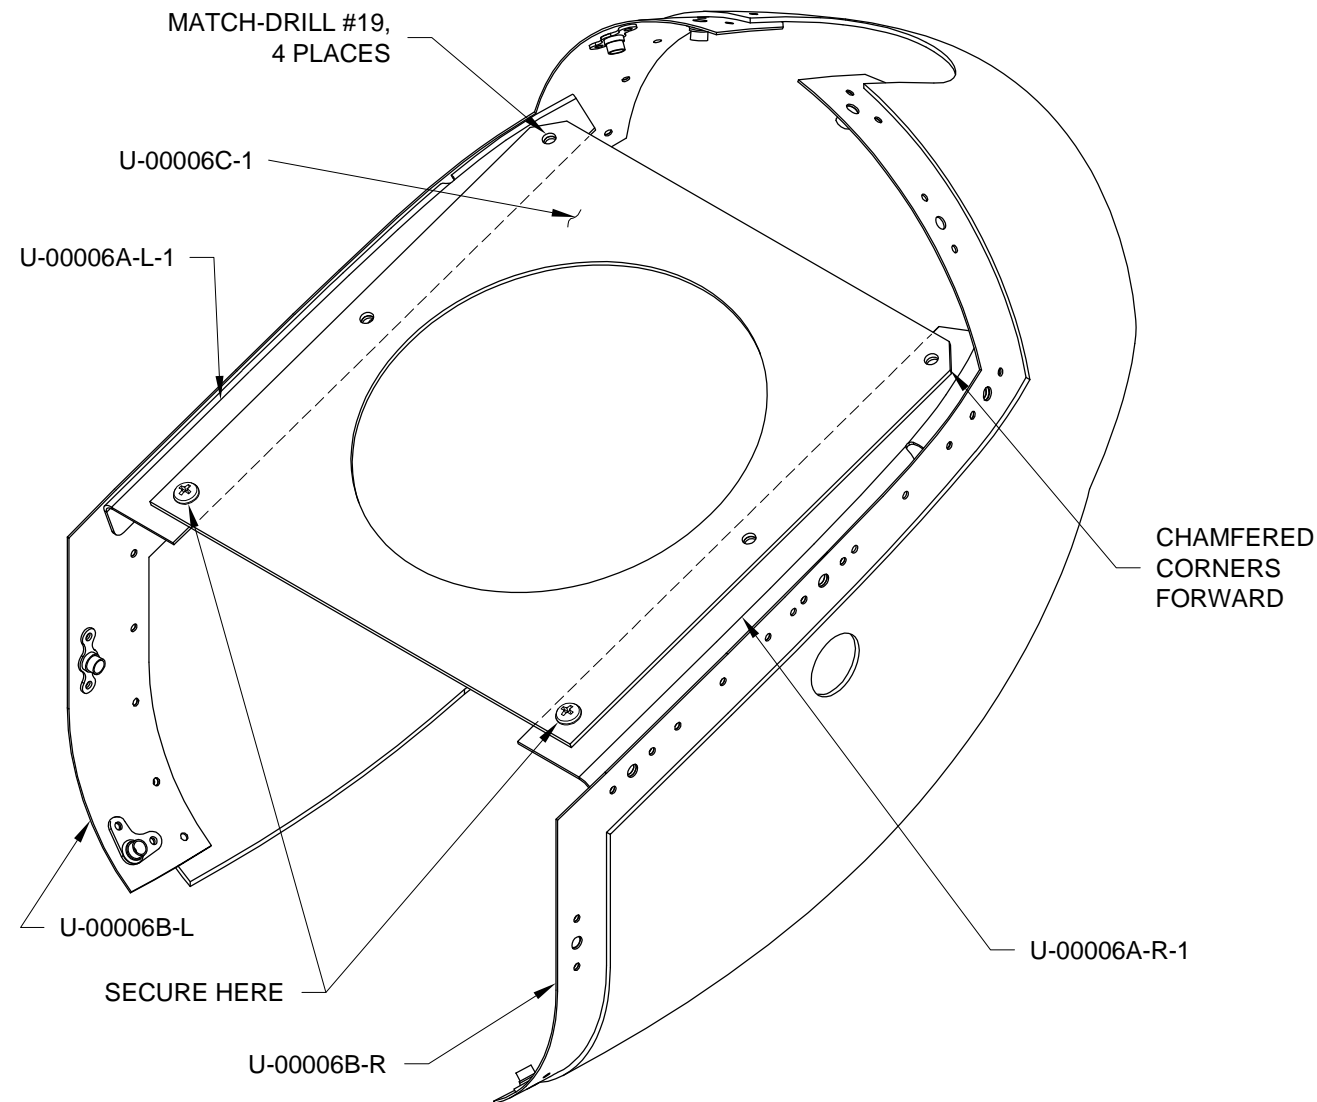 MATCH-DRILL #19,
4 PLACES
U-00006C-1
U-00006A-L-1
CHAMFERED
CORNERS
FORWARD
U-00006B-L
U-00006A-R-1
SECURE HERE
U-00006B-R